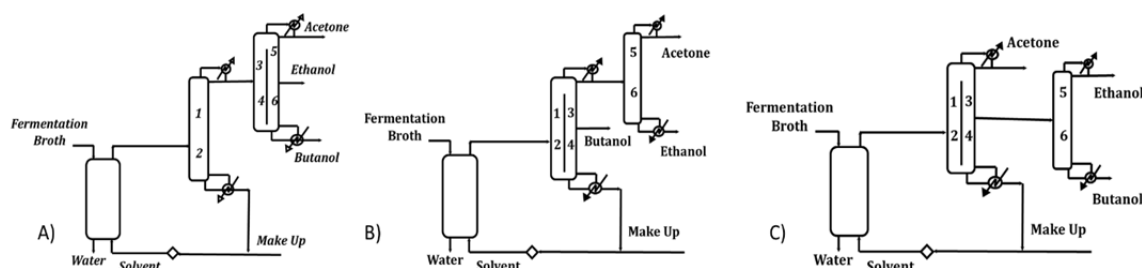 Acetone
3 5
Ethanol
4 6
Butanol
1
2
Fermentation
Broth
Make Up
Water
Solvent
A)
5
Acetone
6
Ethanol
1 3
2 4
Butanol
Fermentation
Broth
Make Up
Water
Solvent
B)
Acetone
1 3
2 4
5
Ethanol
6
Butanol
Fermentation
Broth
Make Up
Water
Solvent
C)